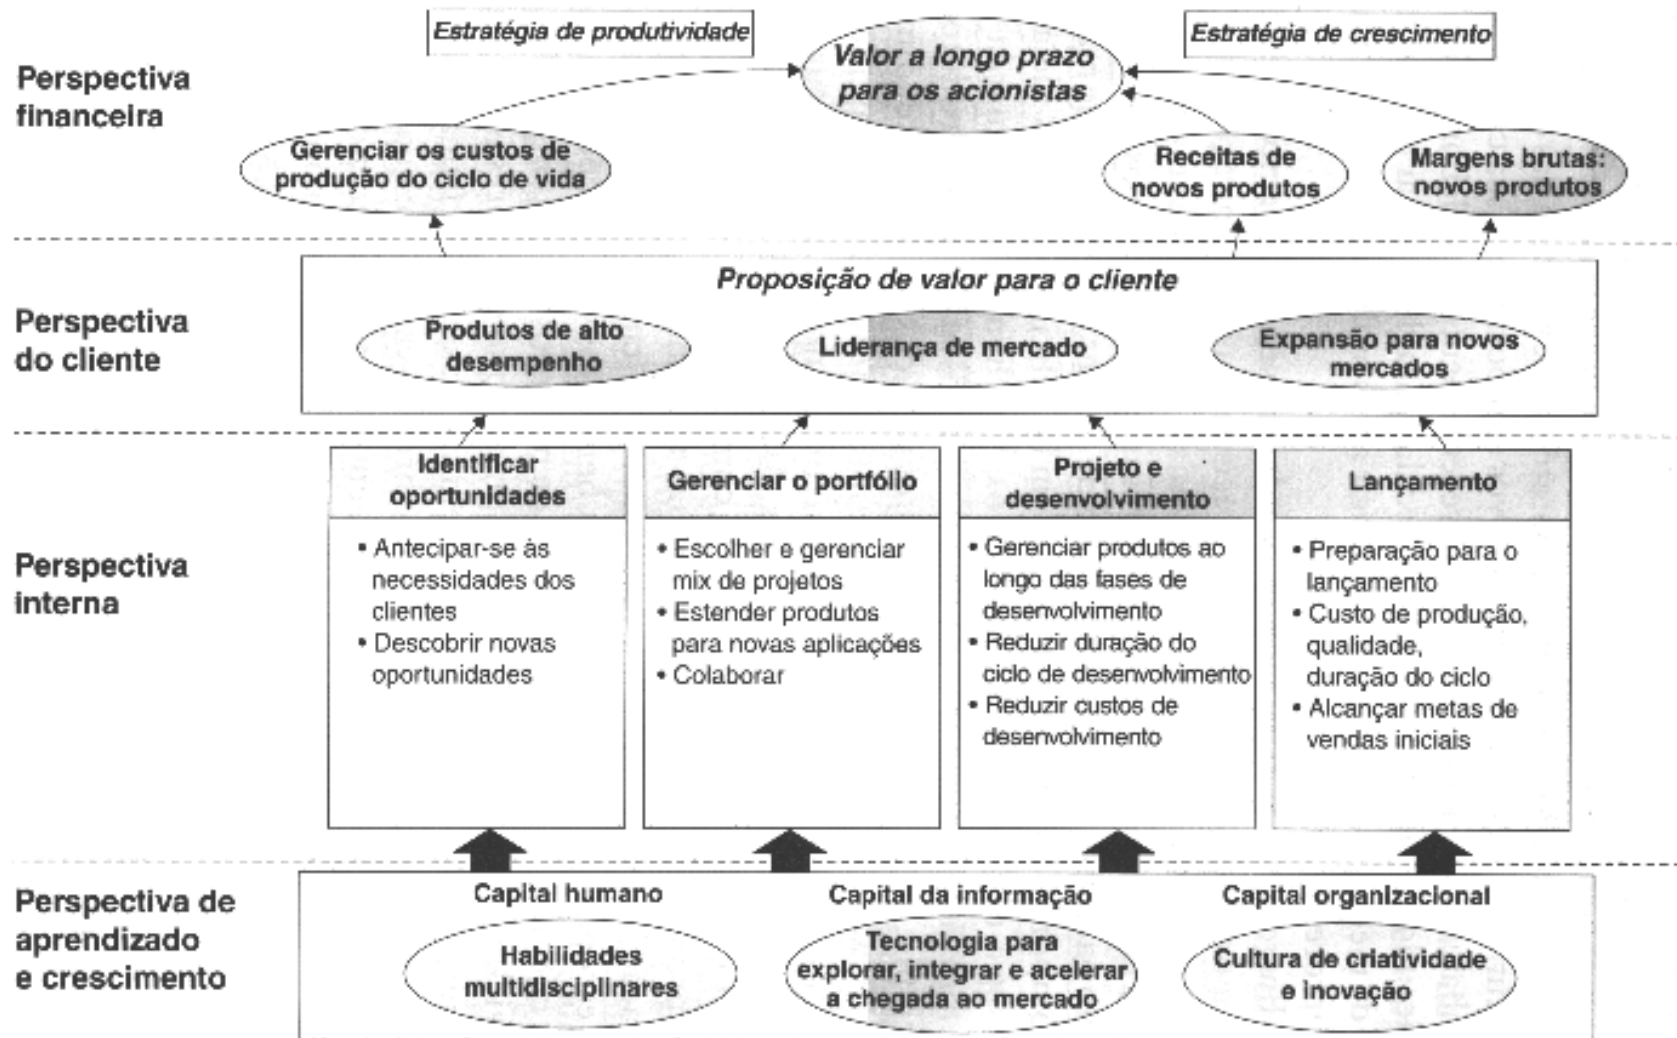 Estratégia de produtividade
Estratégia de crescimento
Valor a longo prazo
para os acionistas
Perspectiva
financeira
Gerenciar os custos de
produção do ciclo de vida
Receitas de
novos produtos
Margens brutas:
novos produtos
Proposição de valor para o cliente
Perspectiva
do cliente
Produtos de alto
desempenho
Liderança de mercado
Expansão para novos
mercados
Perspectiva
interna
Identificar
oportunidades
• Antecipar-se às
necessidades dos
clientes
• Descobrir novas
oportunidades
Gerenciar o portfólio
• Escolher e gerenciar
mix de projetos
• Estender produtos
para novas aplicações
• Colaborar
Projeto e
desenvolvimento
• Gerenciar produtos ao
longo das fases de
desenvolvimento
• Reduzir duração do
ciclo de desenvolvimento
• Reduzir custos de
desenvolvimento
Lançamento
• Preparação para o
lançamento
• Custo de produção,
qualidade,
duração do ciclo
• Alcançar metas de
vendas iniciais
Perspectiva de
aprendizado
e crescimento
Capital humano
Habilidades
multidisciplinares
Capital da informação
Tecnologia para
explorar, integrar e acelerar
a chegada ao mercado
Capital organizacional
Cultura de criatividade
e inovação